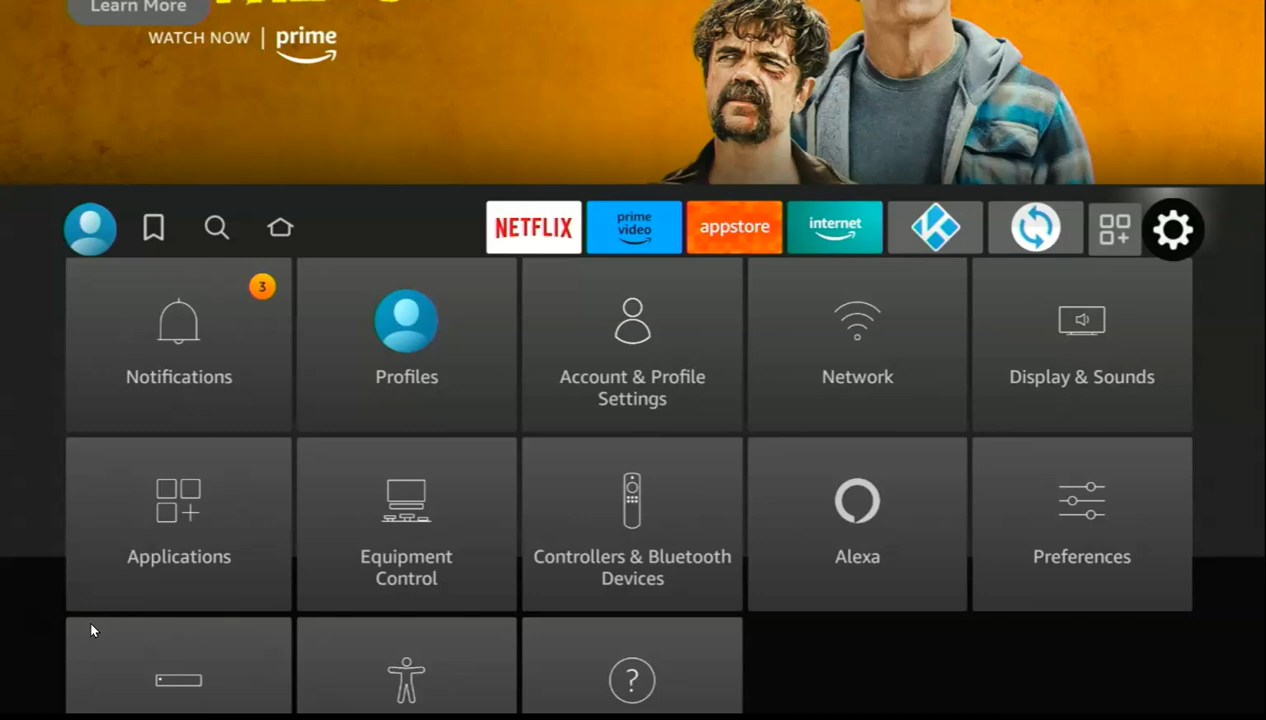 Learn More
WATCH NOW | prime
NETFLIX
prime
video
appstore
internet
3
Notifications
Profiles
Account & Profile
Settings
Network
Display & Sounds
Applications
Equipment
Control
Controllers & Bluetooth
Devices
Alexa
Preferences
?